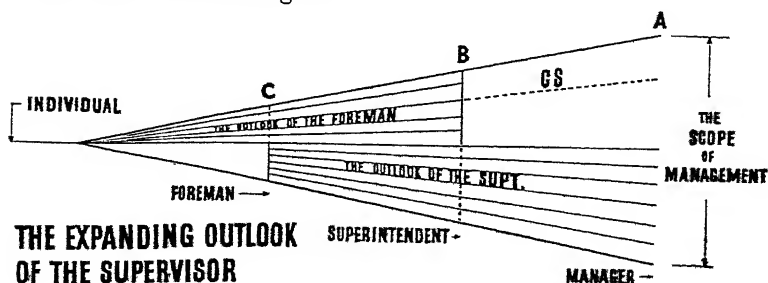 A
B
GS
C
INDIVIDUAL
THE OUTLOOK OF THE FOREMAN
THE
SCOPE
OF
MANAGEMENT
THE OUTLOOK OF THE SUPT.
FOREMAN
THE EXPANDING OUTLOOK
OF THE SUPERVISOR
SUPERINTENDENT
MANAGER